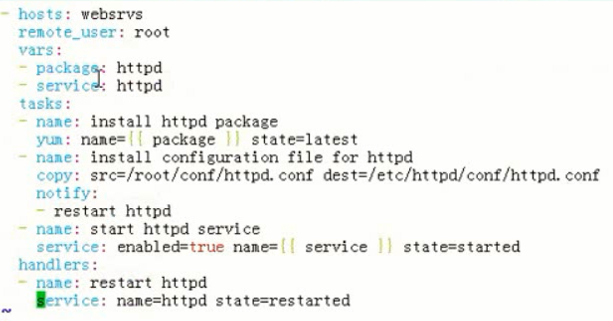 - hosts: websrvs
  remote_user: root
  vars:
  - package: httpd
  - service: httpd
  tasks:
  - name: install httpd package
    yum: name={{ package }} state=latest
  - name: install configuration file for httpd
    copy: src=/root/conf/httpd.conf dest=/etc/httpd/conf/httpd.conf
    notify:
    - restart httpd
  - name: start httpd service
    service: enabled=true name={{ service }} state=started
  handlers:
  - name: restart httpd
    service: name=httpd state=restarted
~